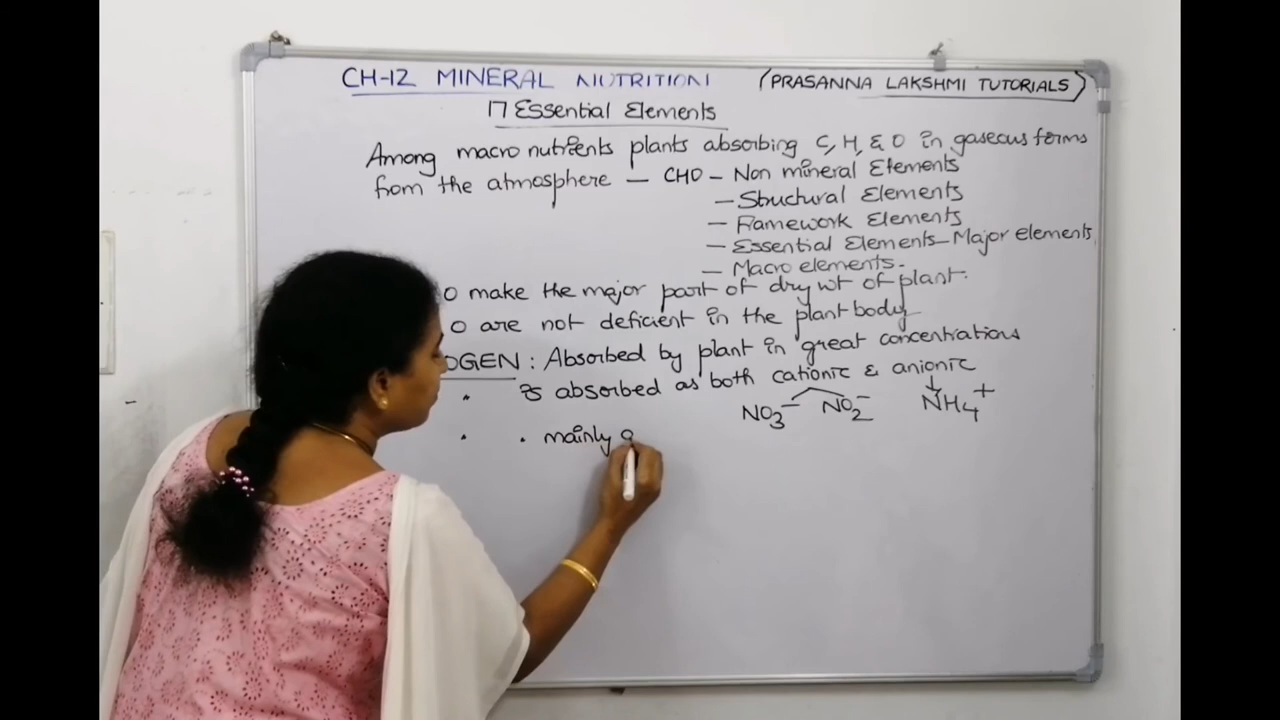 CH-12 MINERAL NUTRITION (PRASANNA LAKSHMI TUTORIALS)
17 Essential Elements
Among macro nutrients plants absorbing C, H, & O in gaseous forms
from the atmosphere — CHO – Non mineral Elements
– Structural Elements
– Framework Elements
– Essential Elements – Major elements
– Macro elements.
O make the major part of dry wt of plant.
O are not deficient in the plant body
OGEN : Absorbed by plant in great concentrations
" is absorbed as both cationic & anionic
NO3– NO2– NH4+
" " mainly a